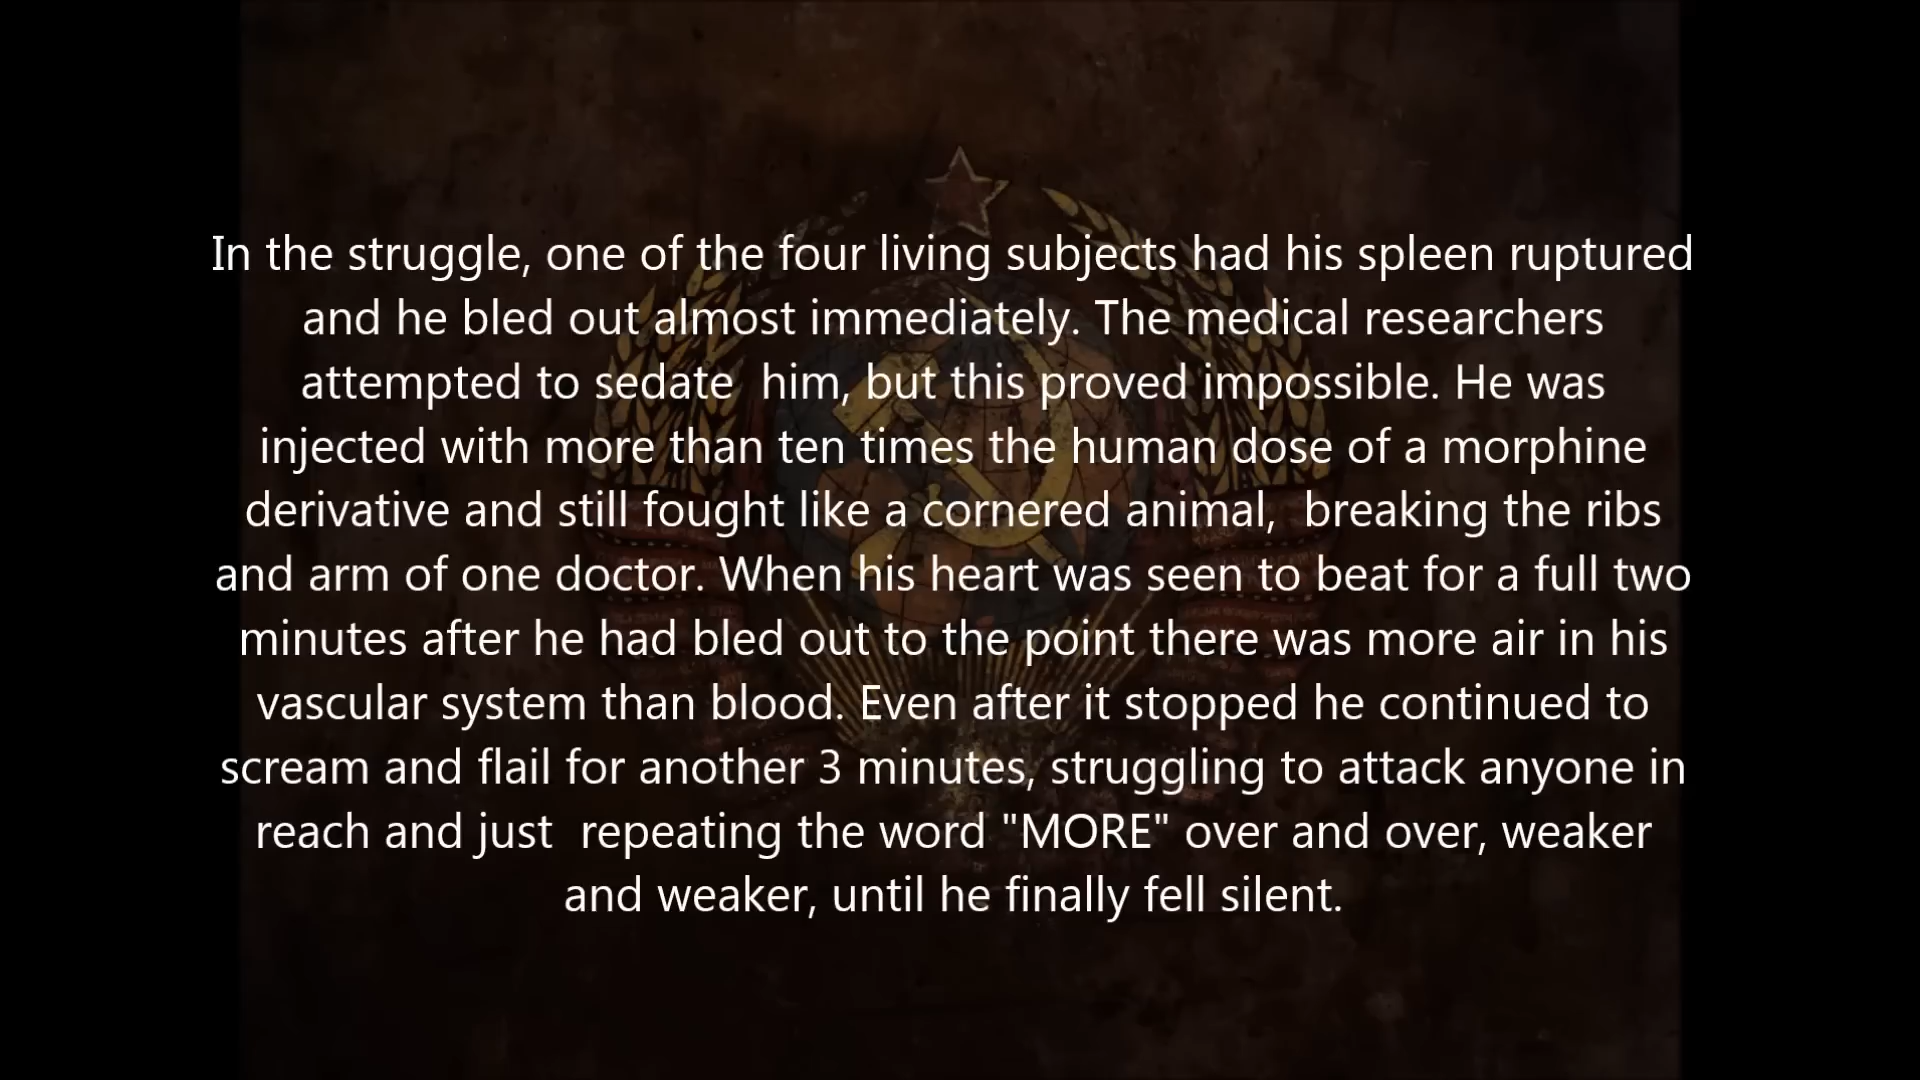 In the struggle, one of the four living subjects had his spleen ruptured
and he bled out almost immediately. The medical researchers
attempted to sedate  him, but this proved impossible. He was
injected with more than ten times the human dose of a morphine
derivative and still fought like a cornered animal,  breaking the ribs
and arm of one doctor. When his heart was seen to beat for a full two
minutes after he had bled out to the point there was more air in his
vascular system than blood. Even after it stopped he continued to
scream and flail for another 3 minutes, struggling to attack anyone in
reach and just  repeating the word "MORE" over and over, weaker
and weaker, until he finally fell silent.